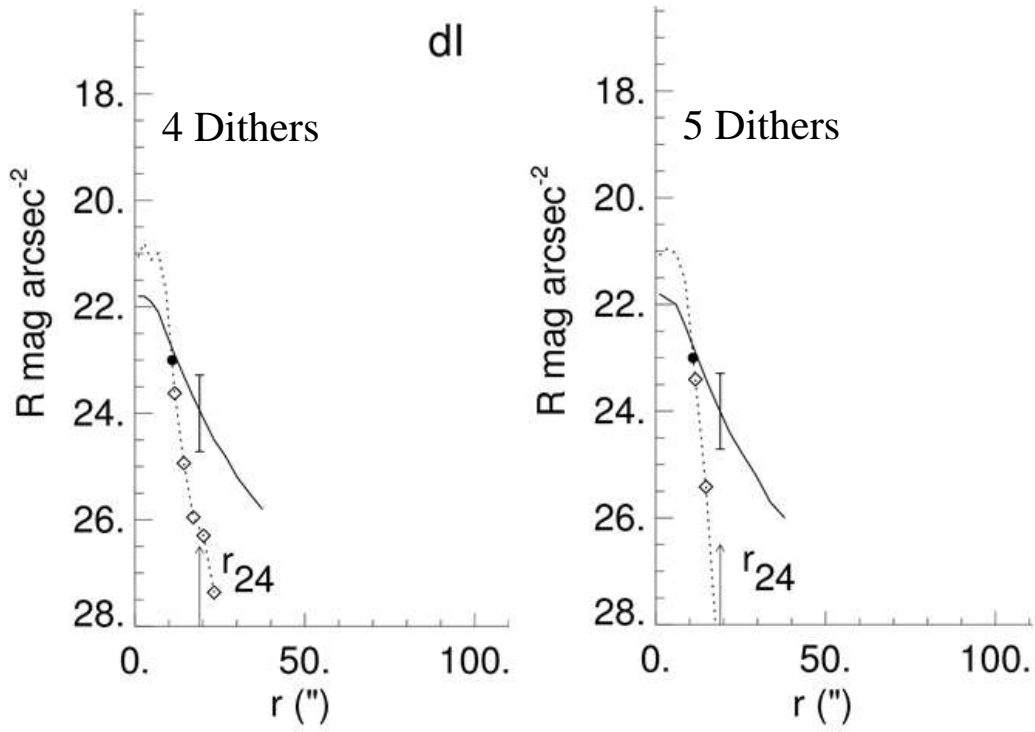 dI
4 Dithers
18.
20.
22.
24.
26.
28.
R mag arcsec-2
r24
0.
50.
100.
r (")
5 Dithers
18.
20.
22.
24.
26.
28.
R mag arcsec-2
r24
0.
50.
100.
r (")